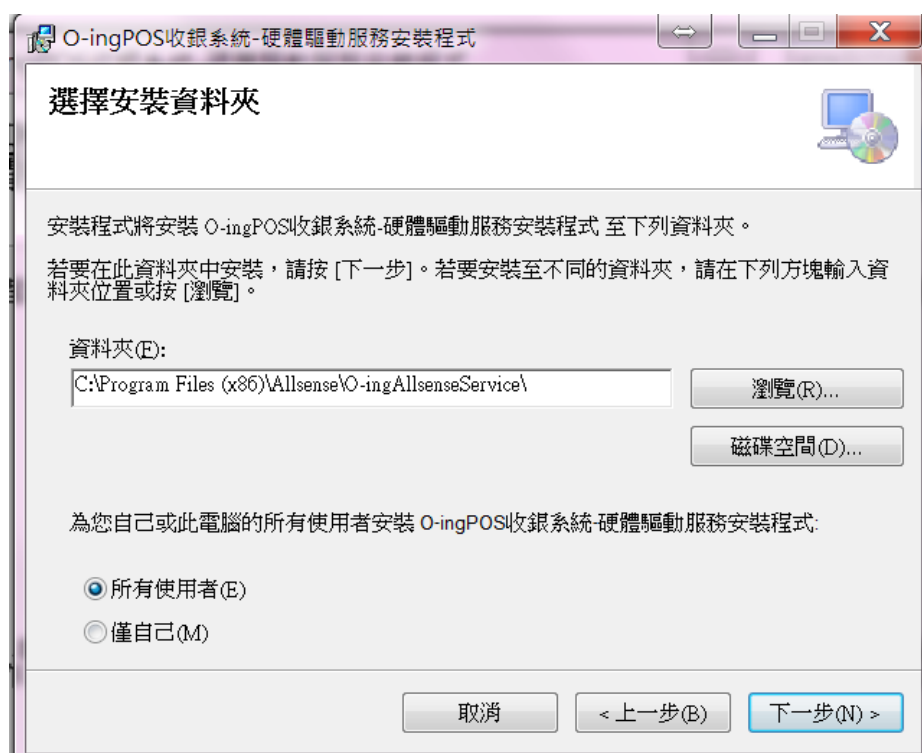 O-ingPOS收銀系統-硬體驅動服務安裝程式
選擇安裝資料夾
安裝程式將安裝 O-ingPOS收銀系統-硬體驅動服務安裝程式 至下列資料夾。
若要在此資料夾中安裝，請按 [下一步]。若要安裝至不同的資料夾，請在下列方塊輸入資
料夾位置或按 [瀏覽]。
資料夾(F):
C:\Program Files (x86)\Allsense\O-ingAllsenseService\
瀏覽(R)...
磁碟空間(D)...
為您自己或此電腦的所有使用者安裝 O-ingPOS收銀系統-硬體驅動服務安裝程式:
所有使用者(E)
僅自己(M)
取消
< 上一步(B)
下一步(N) >